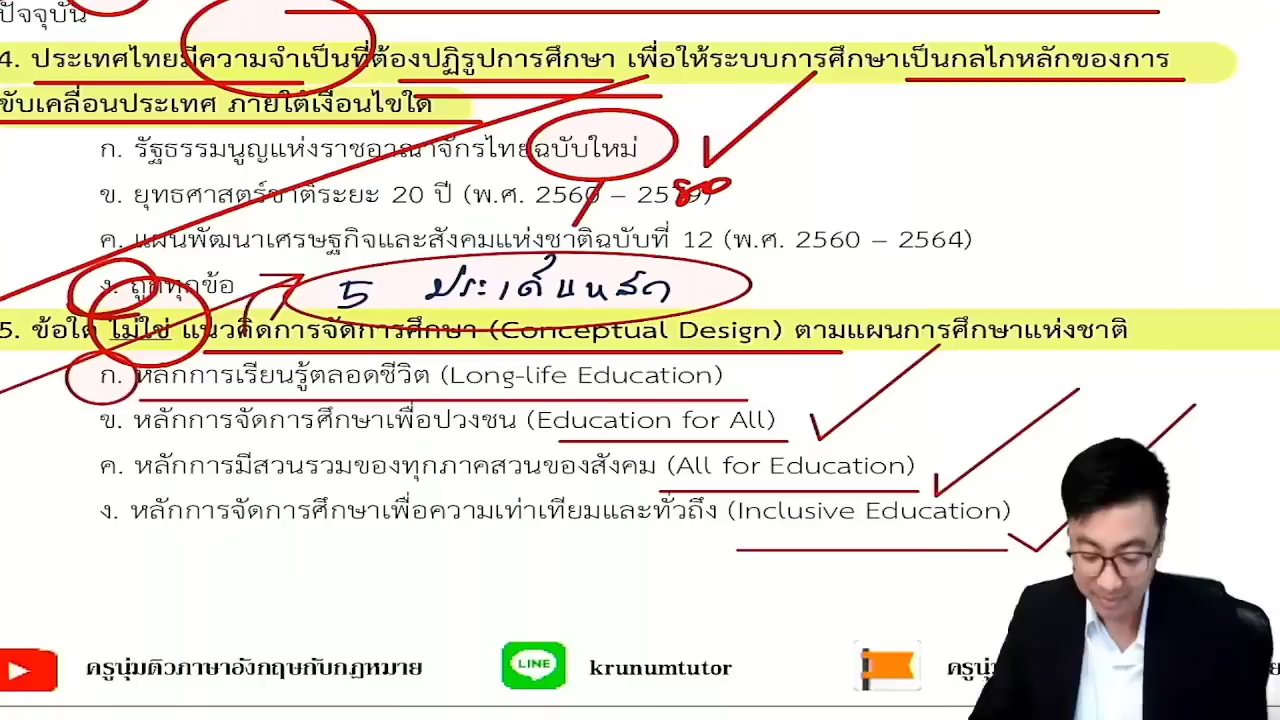 ปัจจุบัน
4. ประเทศไทยมีความจำเป็นที่ต้องปฏิรูปการศึกษา เพื่อให้ระบบการศึกษาเป็นกลไกหลักของการ
ขับเคลื่อนประเทศ ภายใต้เงื่อนไขใด
ก. รัฐธรรมนูญแห่งราชอาณาจักรไทยฉบับใหม่
ข. ยุทธศาสตร์ชาติระยะ 20 ปี (พ.ศ. 2560 – 2579)
ค. แผนพัฒนาเศรษฐกิจและสังคมแห่งชาติฉบับที่ 12 (พ.ศ. 2560 – 2564)
ง. ถูกทุกข้อ
5 ประเด็น
5. ข้อใด ไม่ใช่ แนวคิดการจัดการศึกษา (Conceptual Design) ตามแผนการศึกษาแห่งชาติ
ก. หลักการเรียนรู้ตลอดชีวิต (Long-life Education)
ข. หลักการจัดการศึกษาเพื่อปวงชน (Education for All)
ค. หลักการมีส่วนร่วมของทุกภาคส่วนของสังคม (All for Education)
ง. หลักการจัดการศึกษาเพื่อความเท่าเทียมและทั่วถึง (Inclusive Education)
ครูนุ่มติวภาษาอังกฤษกับกฎหมาย
LINE
krunumtutor